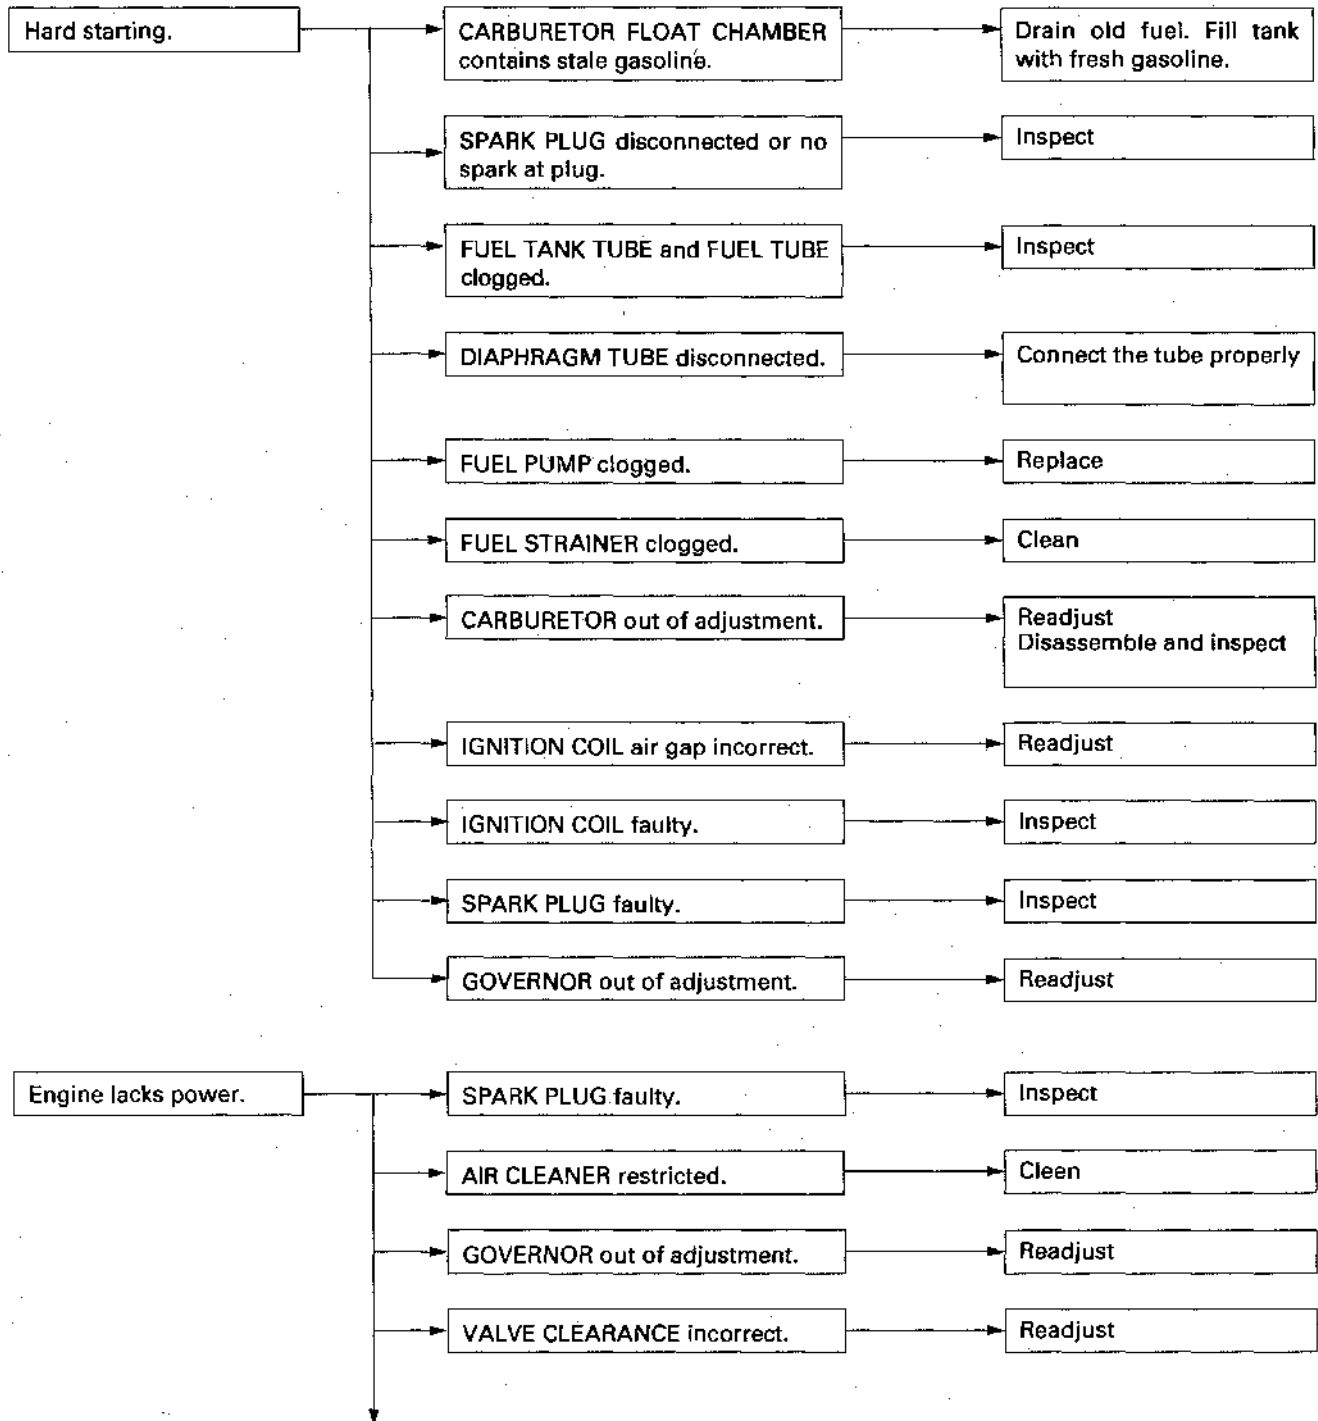 Hard starting.
CARBURETOR FLOAT CHAMBER
contains stale gasoline.
Drain old fuel. Fill tank
with fresh gasoline.
SPARK PLUG disconnected or no
spark at plug.
Inspect
FUEL TANK TUBE and FUEL TUBE
clogged.
Inspect
DIAPHRAGM TUBE disconnected.
Connect the tube properly
FUEL PUMP clogged.
Replace
FUEL STRAINER clogged.
Clean
CARBURETOR out of adjustment.
Readjust
Disassemble and inspect
IGNITION COIL air gap incorrect.
Readjust
IGNITION COIL faulty.
Inspect
SPARK PLUG faulty.
Inspect
GOVERNOR out of adjustment.
Readjust
Engine lacks power.
SPARK PLUG faulty.
Inspect
AIR CLEANER restricted.
Cleen
GOVERNOR out of adjustment.
Readjust
VALVE CLEARANCE incorrect.
Readjust